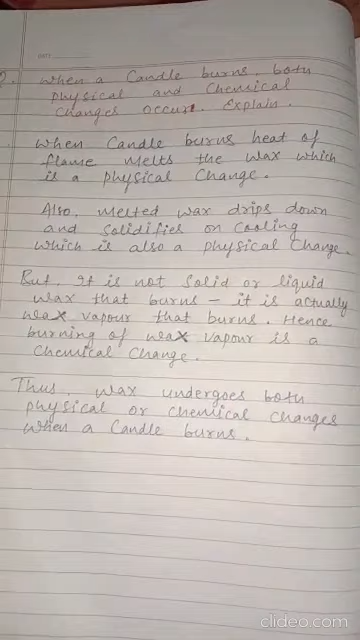 DATE
Q. When a Candle burns, both
physical and Chemical
Changes occure. Explain.
When Candle burns heat of
flame melts the wax which
is a physical Change.
Also, melted wax drips down
and solidifies on cooling
which is also a physical Change.
But, It is not solid or liquid
wax that burns - it is actually
wax vapour that burns. Hence
burning of wax vapour is a
Chemical Change.
Thus, wax undergoes both
physical or chemical changes
when a Candle burns.
clideo.com